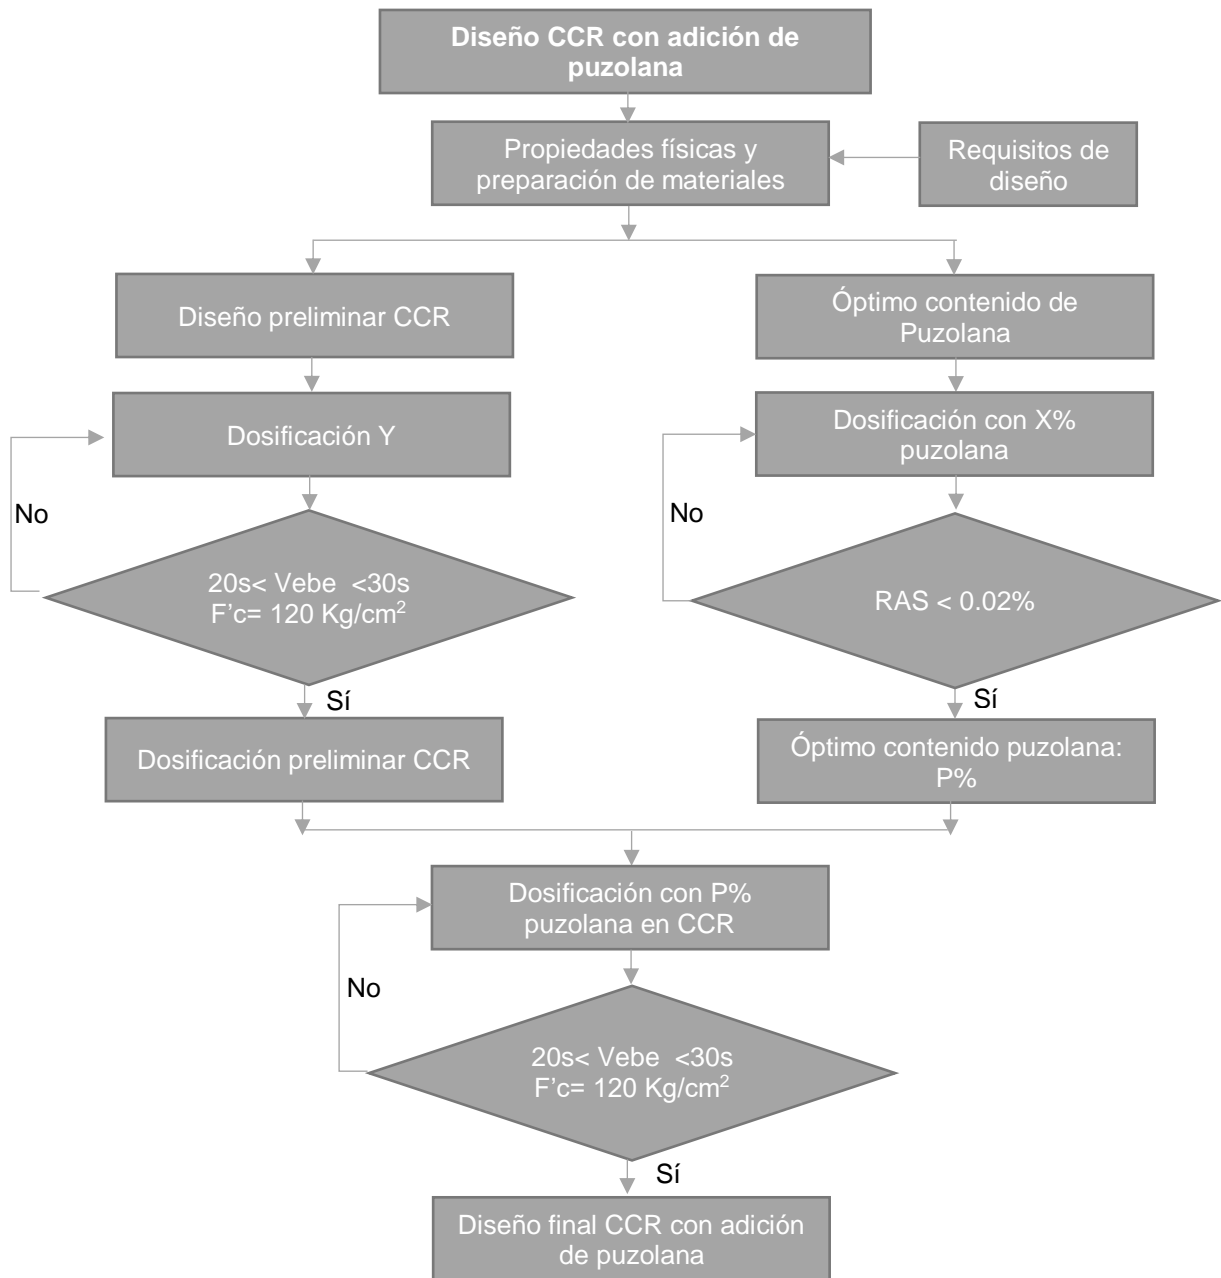 Diseño CCR con adición de
puzolana
Propiedades físicas y
preparación de materiales
Requisitos de
diseño
Diseño preliminar CCR
Óptimo contenido de
Puzolana
Dosificación Y
Dosificación con X%
puzolana
No
No
20s< Vebe <30s
F’c= 120 Kg/cm²
RAS < 0.02%
Sí
Sí
Dosificación preliminar CCR
Óptimo contenido puzolana:
P%
Dosificación con P%
puzolana en CCR
No
20s< Vebe <30s
F’c= 120 Kg/cm²
Sí
Diseño final CCR con adición
de puzolana